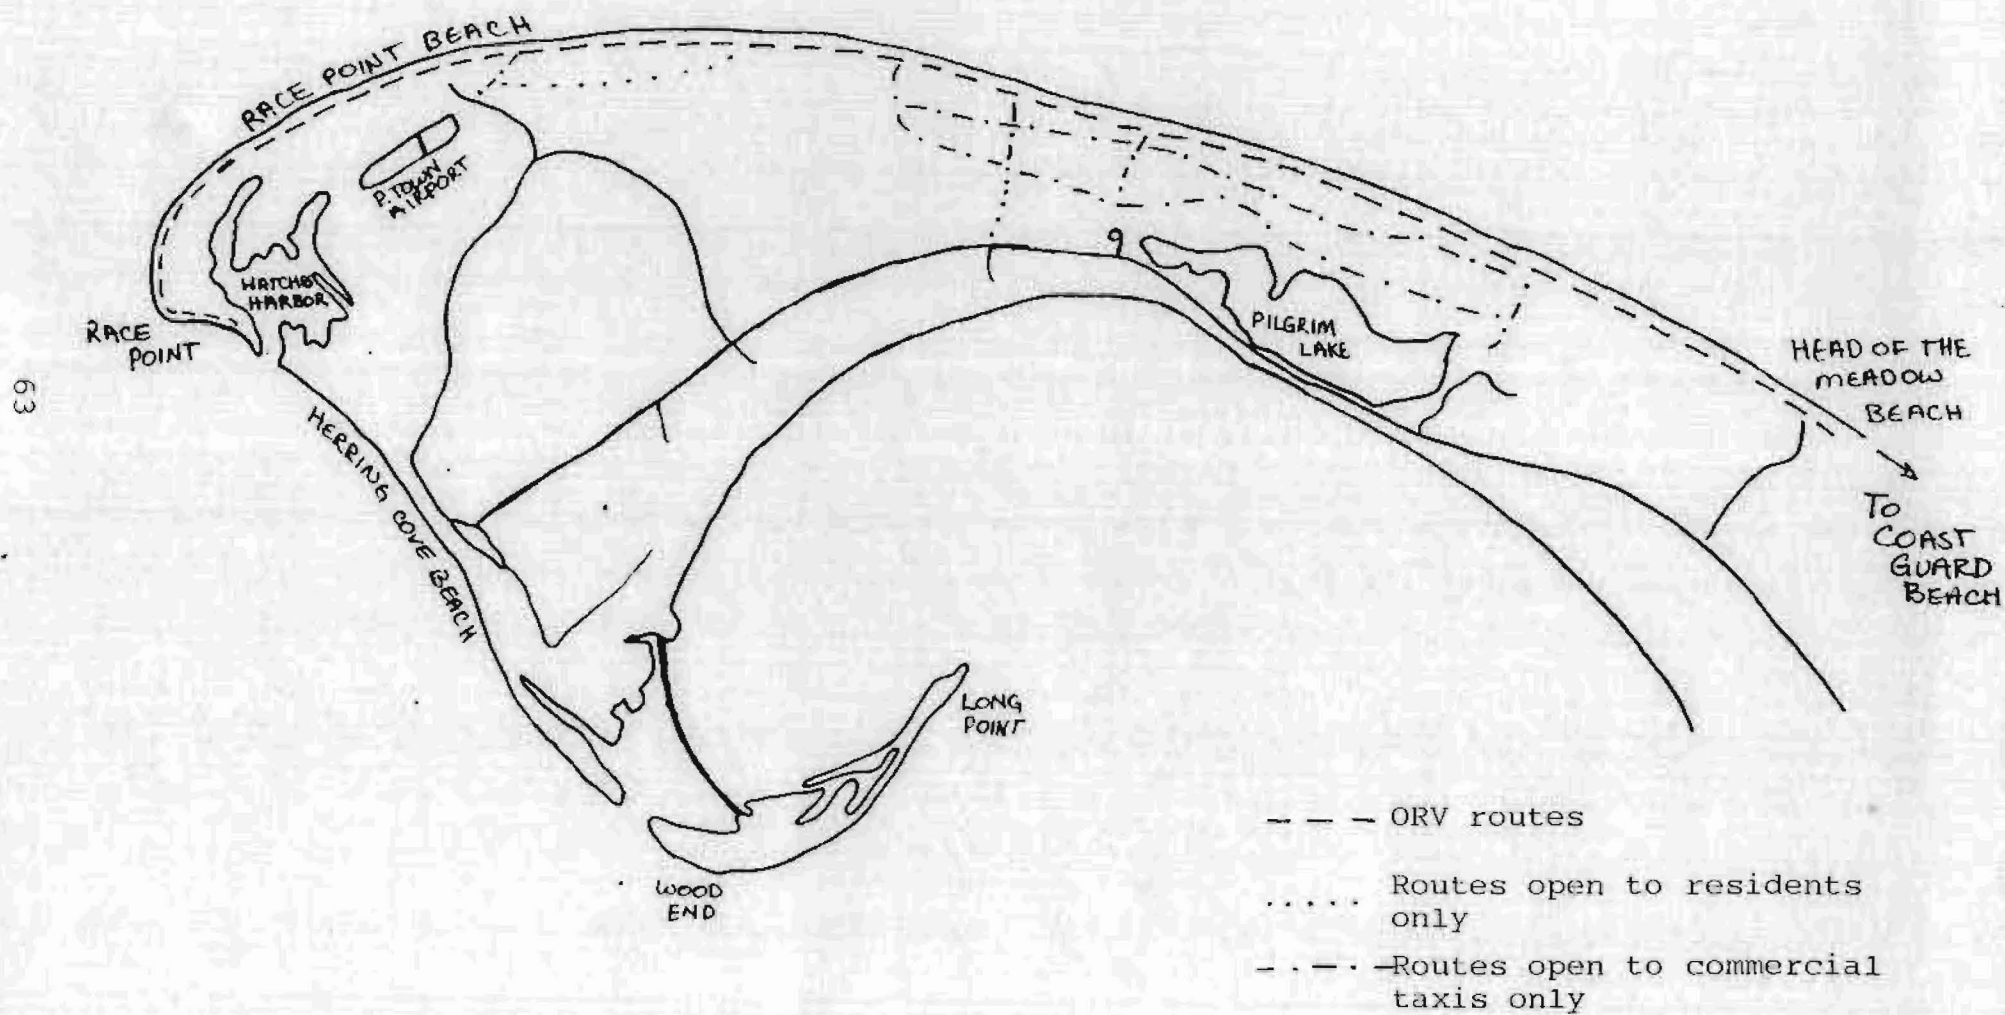 RACE POINT BEACH
P. TOWN
AIRPORT
HATCHES
HARBOR
RACE
POINT
HERRING COVE BEACH
PILGRIM
LAKE
HEAD OF THE
MEADOW
BEACH
TO
COAST
GUARD
BEACH
LONG
POINT
WOOD
END
ORV routes
Routes open to residents
only
Routes open to commercial
taxis only
63